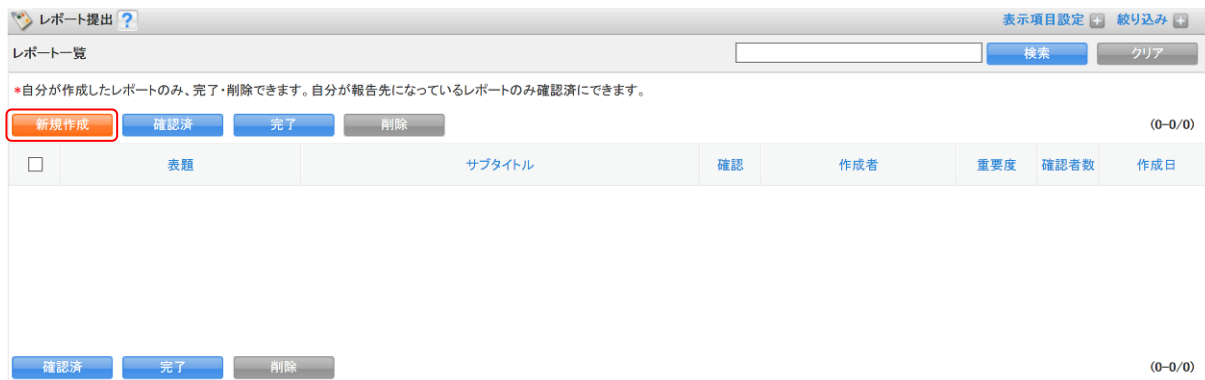 レポート提出 ? 表示項目設定 絞り込み
レポート一覧 検索 クリア
*自分が作成したレポートのみ、完了・削除できます。自分が報告先になっているレポートのみ確認済にできます。
新規作成 確認済 完了 削除 (0-0/0)
表題 サブタイトル 確認 作成者 重要度 確認者数 作成日
確認済 完了 削除 (0-0/0)